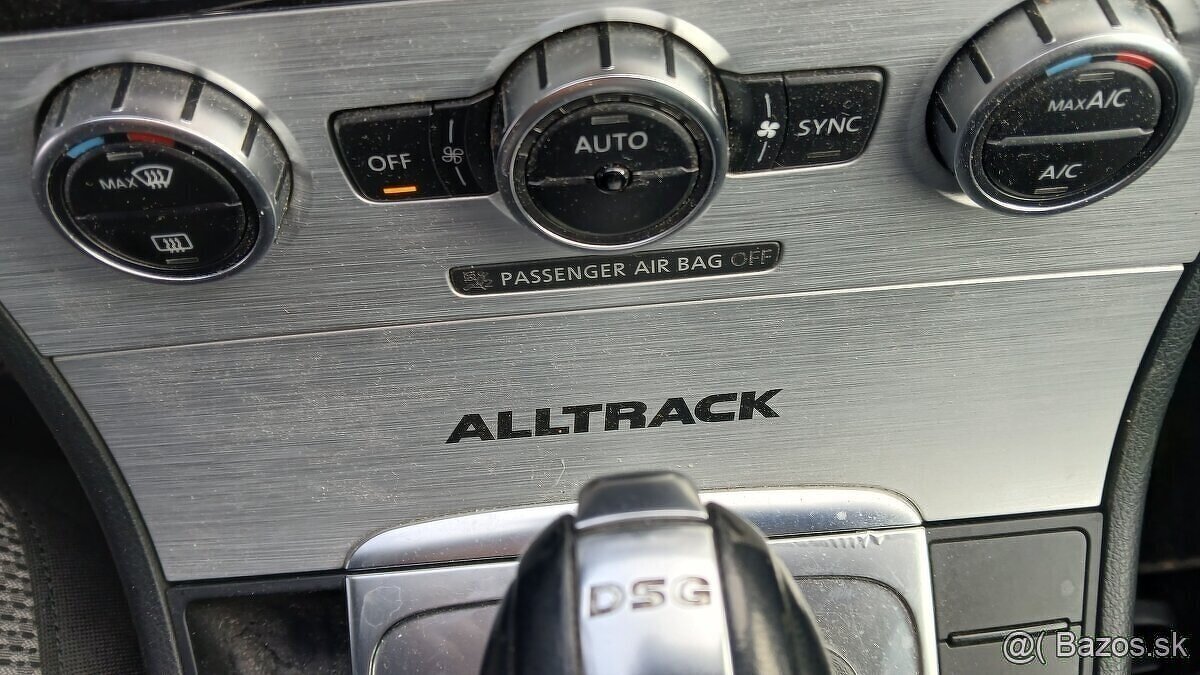 MAX
OFF
AUTO
SYNC
MAX A/C
A/C
PASSENGER AIR BAG OFF
ALLTRACK
DSG
@( Bazos.sk